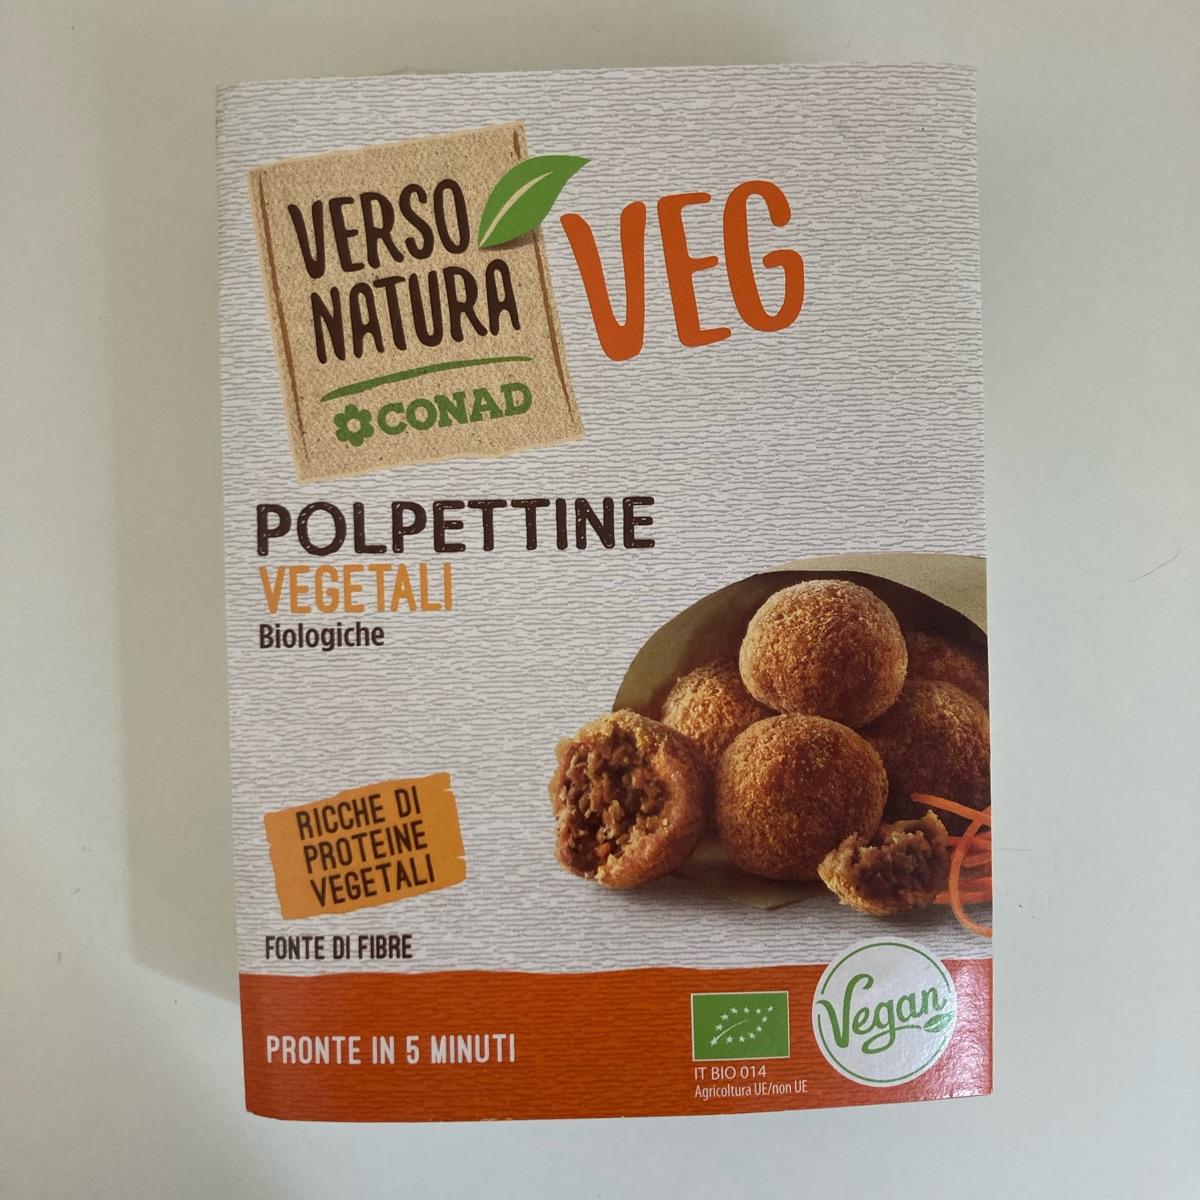 VERSO
NATURA
CONAD
VEG
POLPETTINE
VEGETALI
Biologiche
RICCHE DI
PROTEINE
VEGETALI
FONTE DI FIBRE
PRONTE IN 5 MINUTI
IT BIO 014
Agricoltura UE/non UE
Vegan